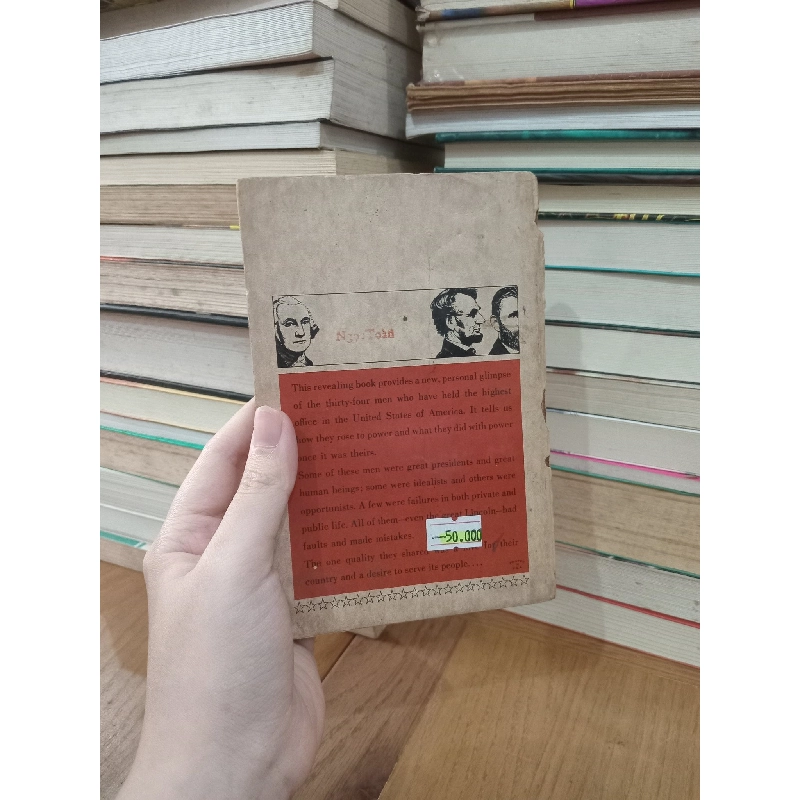 Ngọc Toàn
This revealing book provides a new, personal glimpse
of the thirty-four men who have held the highest
office in the United States of America. It tells us
how they rose to power and what they did with power
once it was theirs.
Some of these men were great presidents and great
human beings; some were idealists and others were
opportunists. A few were failures in both private and
public life. All of them—even the great Lincoln—had
faults and made mistakes.
50.000
The one quality they shared their
country and a desire to serve its people....